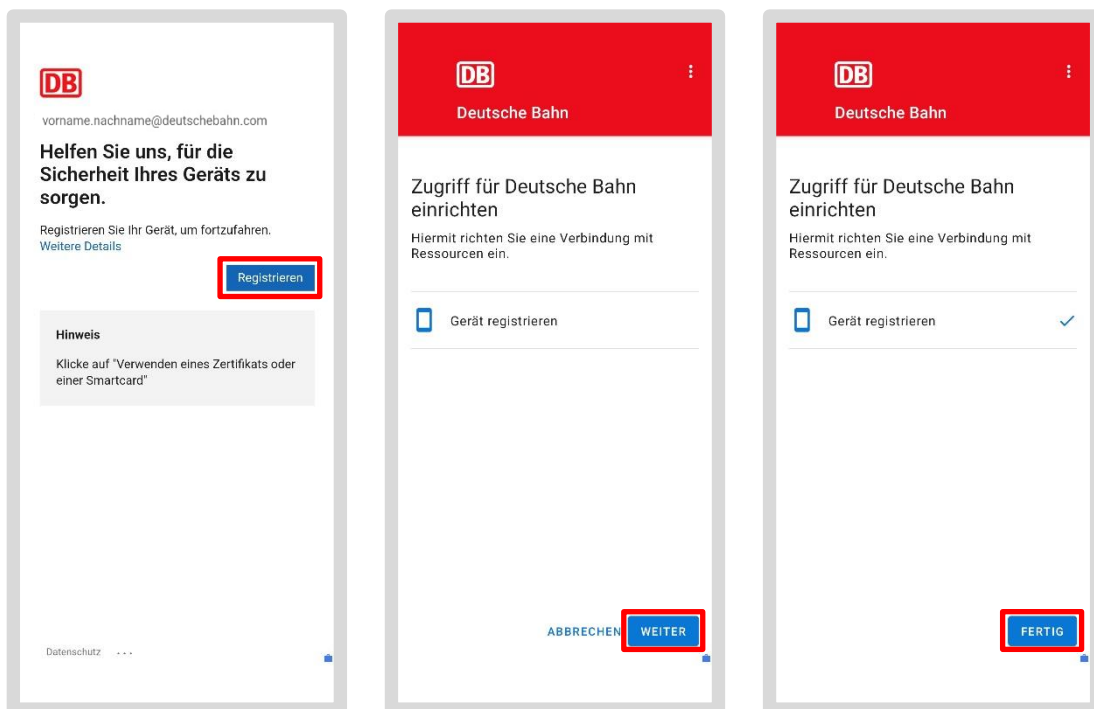 DB
vorname.nachname@deutschebahn.com
Helfen Sie uns, für die
Sicherheit Ihres Geräts zu
sorgen.
Registrieren Sie Ihr Gerät, um fortzufahren.
Weitere Details
Registrieren
Hinweis
Klicke auf "Verwenden eines Zertifikats oder
einer Smartcard"
Datenschutz ...
DB
Deutsche Bahn
Zugriff für Deutsche Bahn
einrichten
Hiermit richten Sie eine Verbindung mit
Ressourcen ein.
Gerät registrieren
ABBRECHEN WEITER
DB
Deutsche Bahn
Zugriff für Deutsche Bahn
einrichten
Hiermit richten Sie eine Verbindung mit
Ressourcen ein.
Gerät registrieren
FERTIG